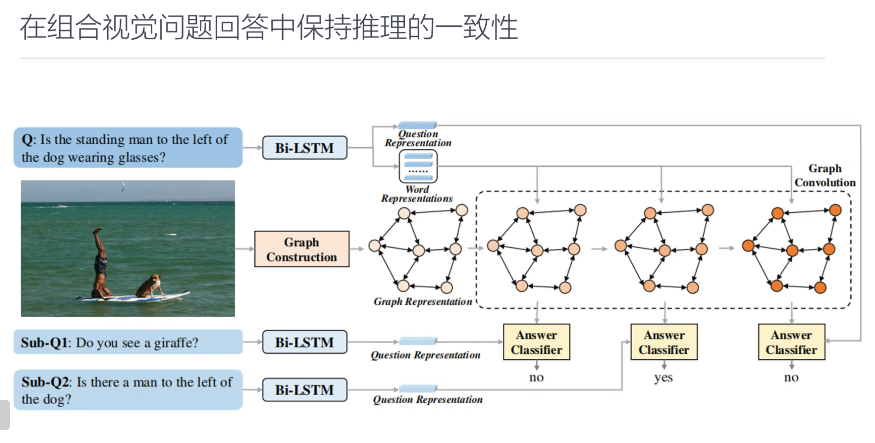 在组合视觉问题回答中保持推理的一致性
Q: Is the standing man to the left of
the dog wearing glasses?
Bi-LSTM
Question
Representation
......
Word
Representations
Graph
Convolution
Graph
Construction
Graph Representation
Sub-Q1: Do you see a giraffe?
Bi-LSTM
Question Representation
Answer
Classifier
Answer
Classifier
Answer
Classifier
no
yes
no
Sub-Q2: Is there a man to the left of
the dog?
Bi-LSTM
Question Representation